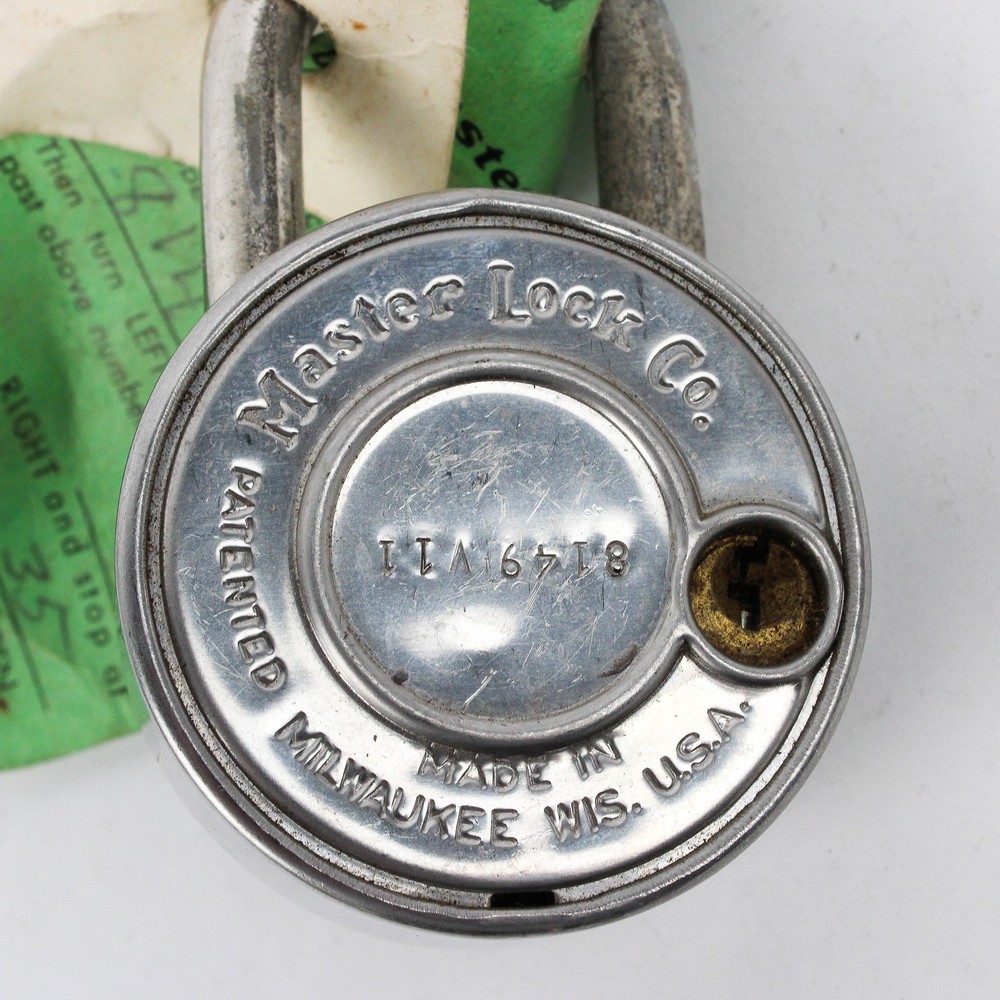 Master Lock Co.
PATENTED
8149 V11
MADE IN
MILWAUKEE WIS. U.S.A.
Then turn LEFT
past above
RIGHT and stop at
35